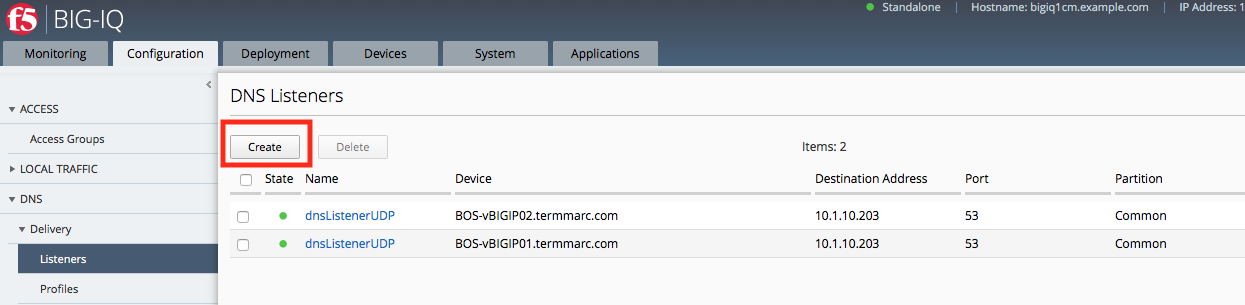 f5 BIG-IQ Standalone Hostname: bigiq1cm.example.com IP Address: 1
Monitoring Configuration Deployment Devices System Applications
ACCESS
Access Groups
LOCAL TRAFFIC
DNS
Delivery
Listeners
Profiles
DNS Listeners
Create Delete Items: 2
State Name Device Destination Address Port Partition
dnsListenerUDP BOS-vBIGIP02.termmarc.com 10.1.10.203 53 Common
dnsListenerUDP BOS-vBIGIP01.termmarc.com 10.1.10.203 53 Common